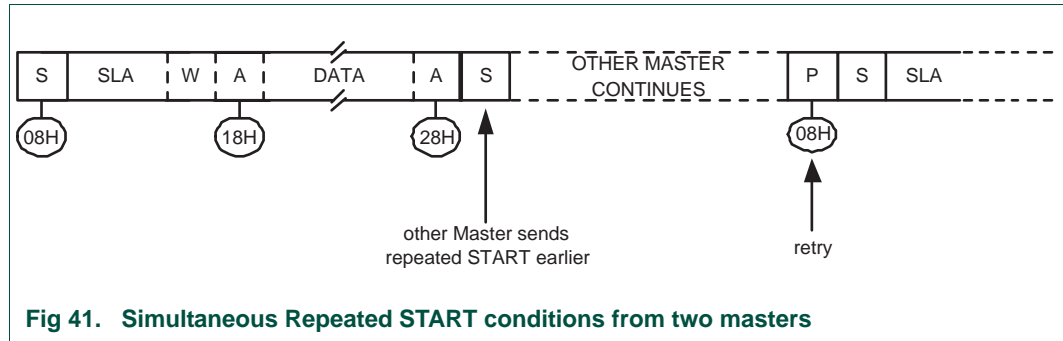 S SLA W A DATA A S OTHER MASTER CONTINUES P S SLA
08H 18H 28H 08H
other Master sends
repeated START earlier
retry
Fig 41. Simultaneous Repeated START conditions from two masters